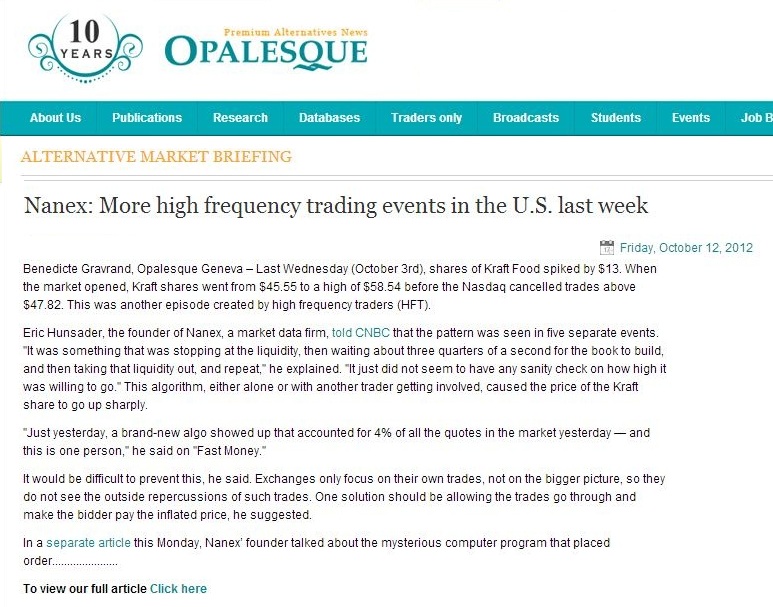 10
YEARS
Premium Alternatives News
OPALESQUE
About Us Publications Research Databases Traders only Broadcasts Students Events Job B
ALTERNATIVE MARKET BRIEFING
Nanex: More high frequency trading events in the U.S. last week
Friday, October 12, 2012
Benedicte Gravrand, Opalesque Geneva – Last Wednesday (October 3rd), shares of Kraft Food spiked by $13. When
the market opened, Kraft shares went from $45.55 to a high of $58.54 before the Nasdaq cancelled trades above
$47.82. This was another episode created by high frequency traders (HFT).
Eric Hunsader, the founder of Nanex, a market data firm, told CNBC that the pattern was seen in five separate events.
"It was something that was stopping at the liquidity, then waiting about three quarters of a second for the book to build,
and then taking that liquidity out, and repeat," he explained. "It just did not seem to have any sanity check on how high it
was willing to go." This algorithm, either alone or with another trader getting involved, caused the price of the Kraft
share to go up sharply.
"Just yesterday, a brand-new algo showed up that accounted for 4% of all the quotes in the market yesterday — and
this is one person," he said on "Fast Money."
It would be difficult to prevent this, he said. Exchanges only focus on their own trades, not on the bigger picture, so they
do not see the outside repercussions of such trades. One solution should be allowing the trades go through and
make the bidder pay the inflated price, he suggested.
In a separate article this Monday, Nanex' founder talked about the mysterious computer program that placed
order......................
To view our full article Click here